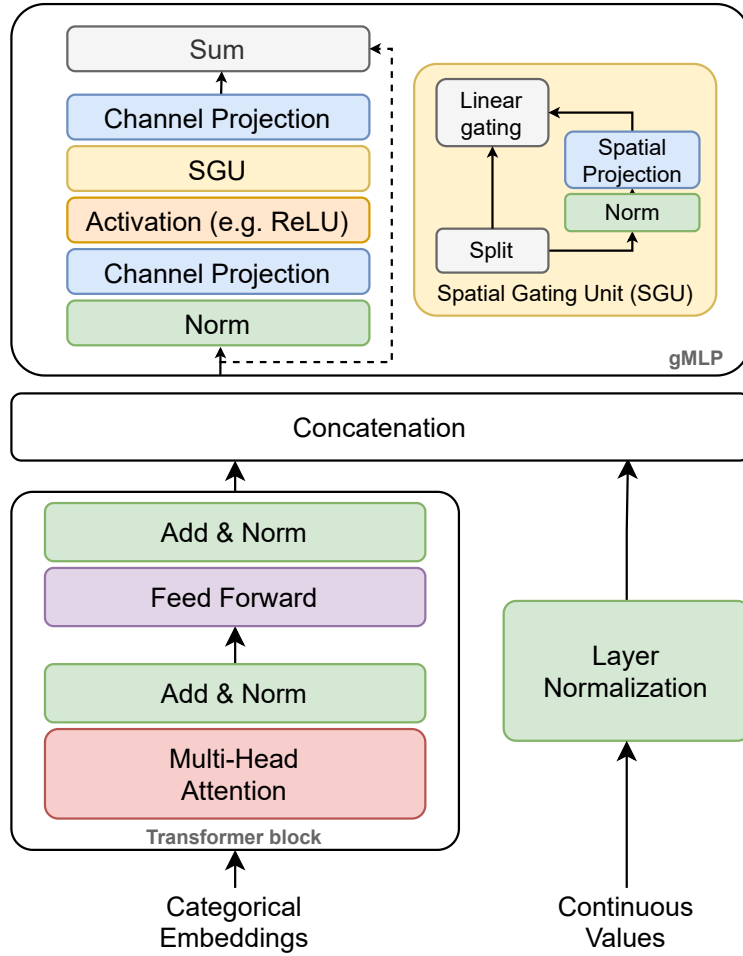 Sum
Channel Projection
SGU
Activation (e.g. ReLU)
Channel Projection
Norm
Linear
gating
Spatial
Projection
Norm
Split
Spatial Gating Unit (SGU)
gMLP
Concatenation
Add & Norm
Feed Forward
Add & Norm
Multi-Head
Attention
Transformer block
Layer
Normalization
Categorical
Embeddings
Continuous
Values